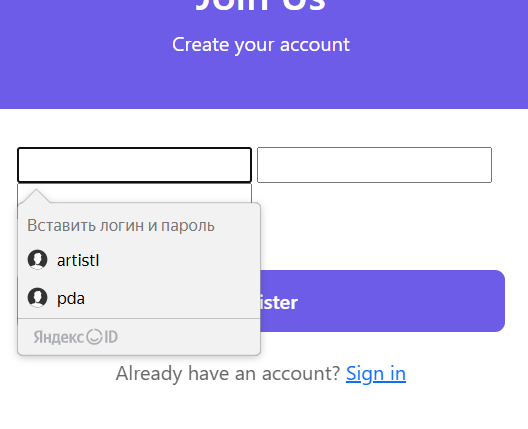 Join Us
Create your account
Вставить логин и пароль
artistl
pda
Яндекс ID
ister
Already have an account? Sign in